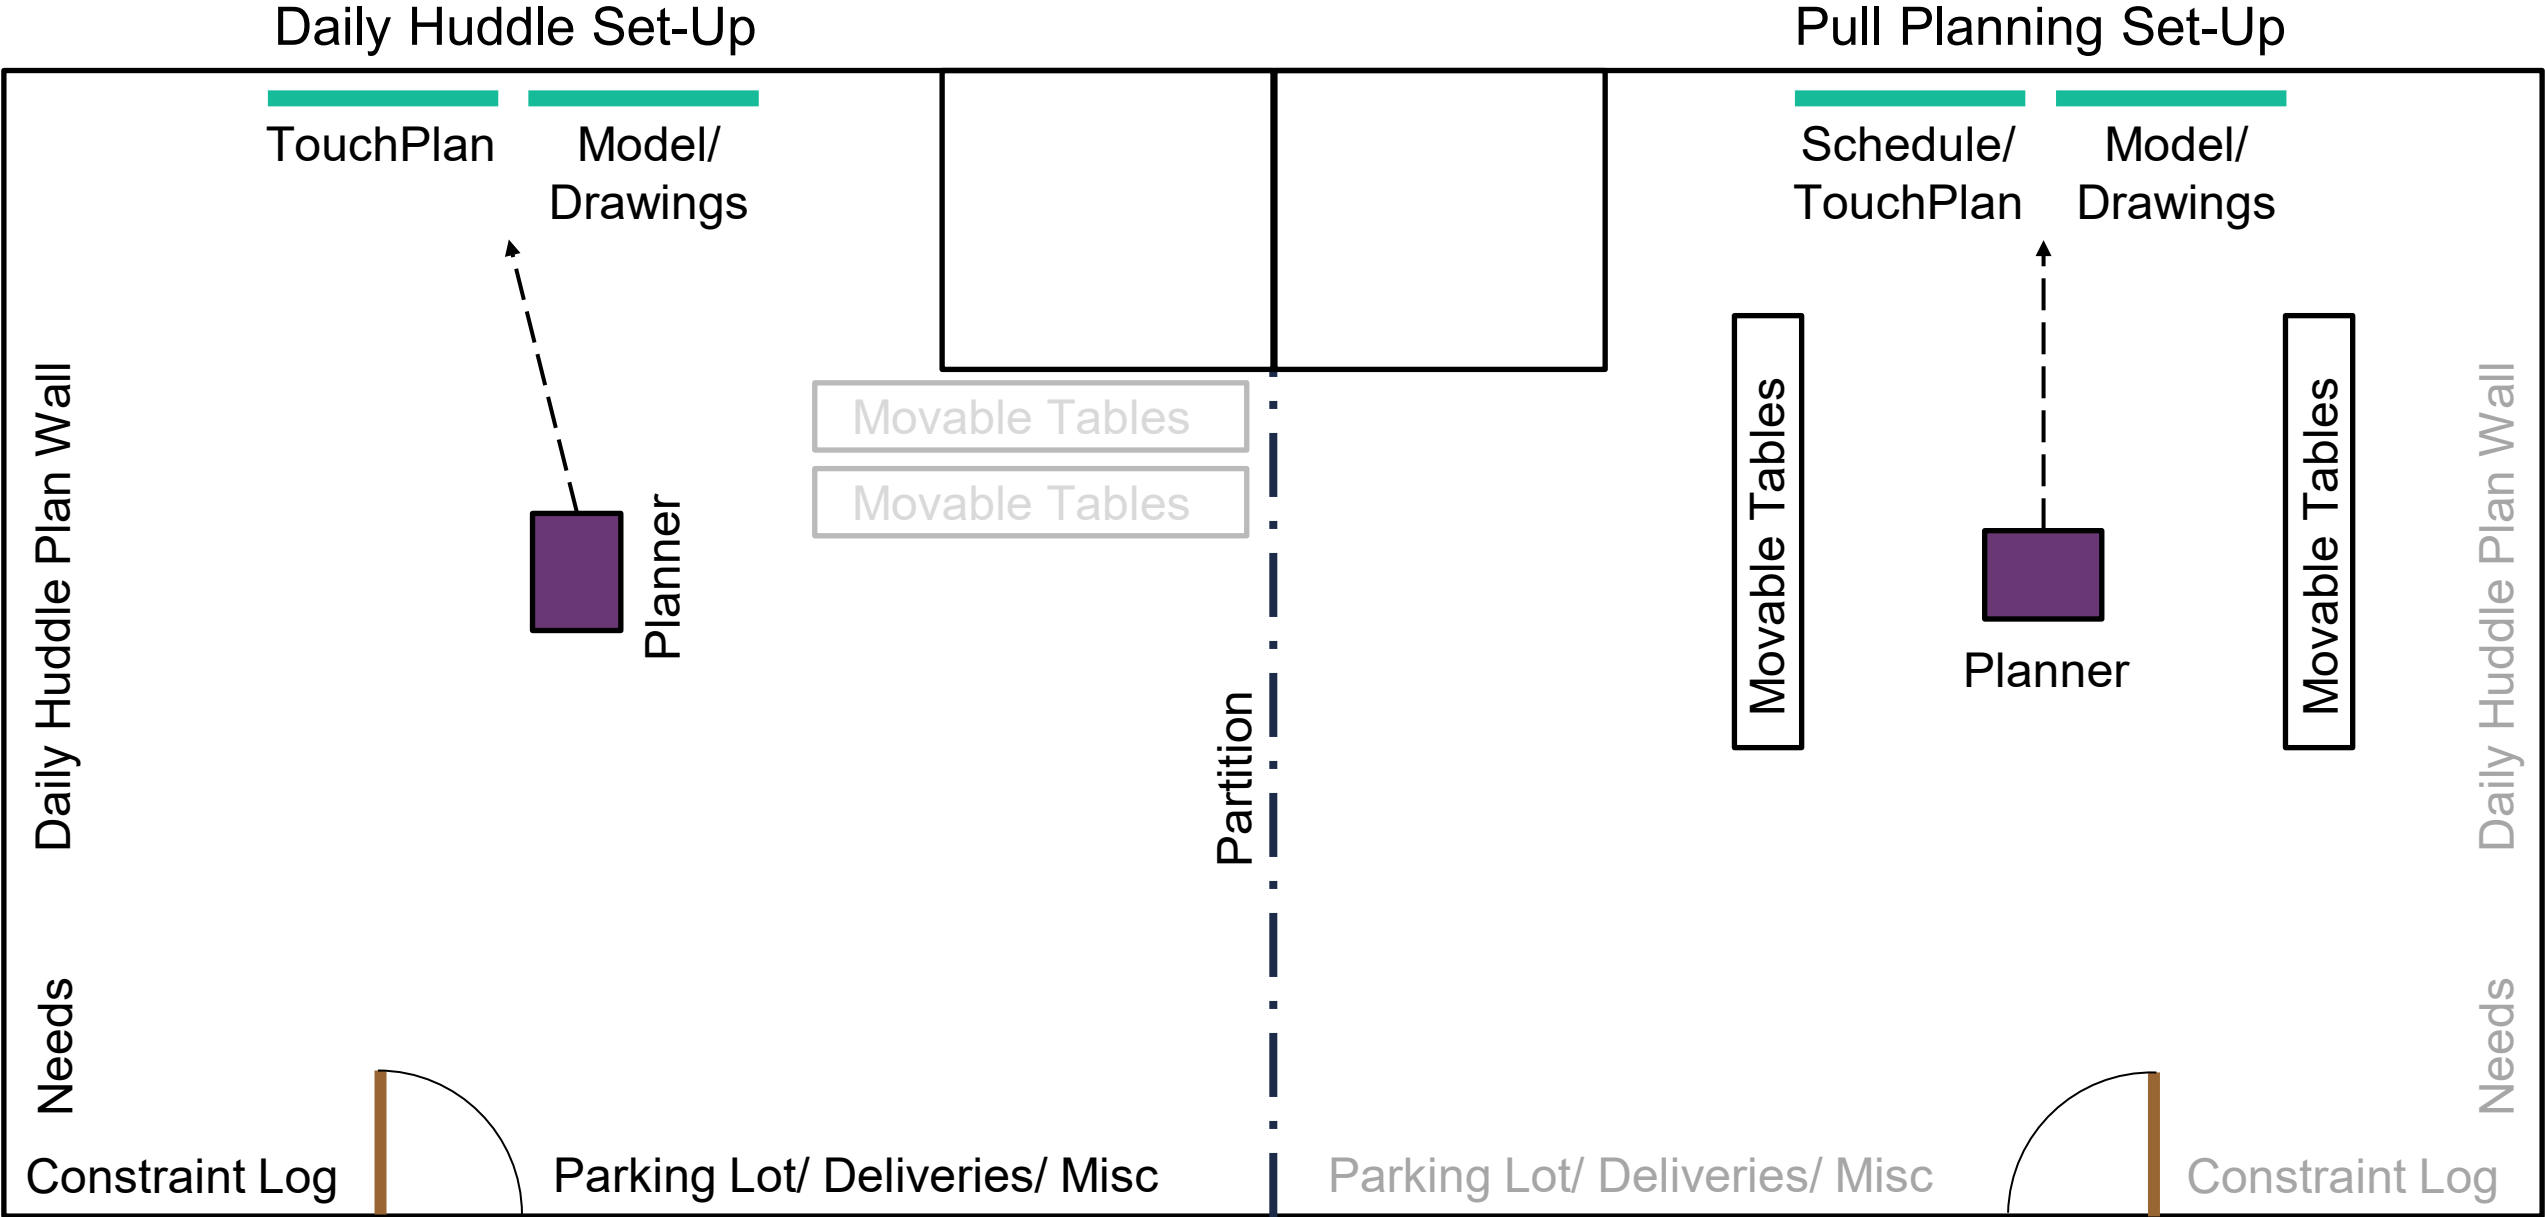 Daily Huddle Set-Up
Pull Planning Set-Up
TouchPlan
Model/
Drawings
Schedule/
TouchPlan
Model/
Drawings
Daily Huddle Plan Wall
Planner
Movable Tables
Movable Tables
Partition
Movable Tables
Planner
Movable Tables
Daily Huddle Plan Wall
Needs
Needs
Constraint Log
Parking Lot/ Deliveries/ Misc
Parking Lot/ Deliveries/ Misc
Constraint Log